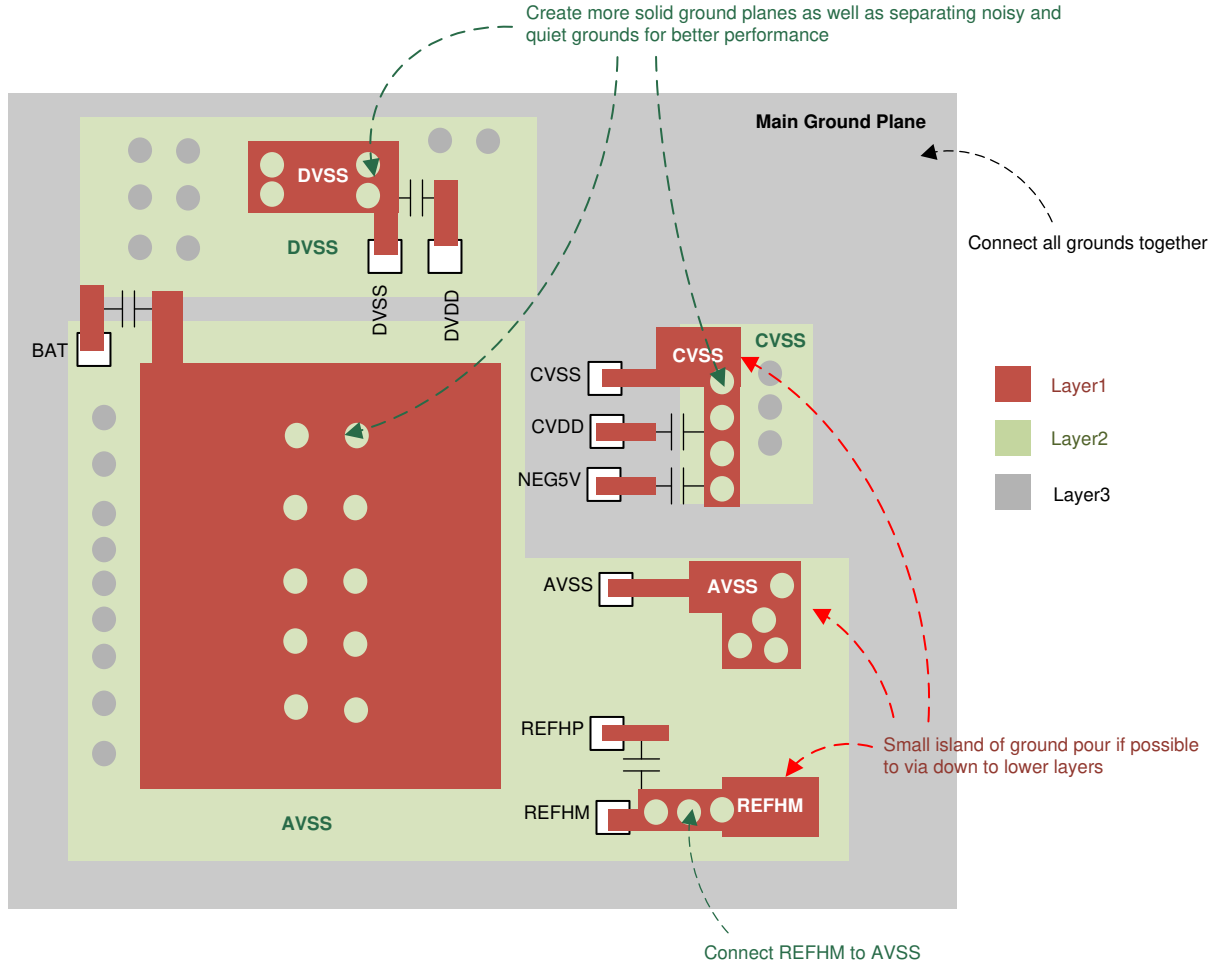 Create more solid ground planes as well as separating noisy and
quiet grounds for better performance
Main Ground Plane
DVSS
Connect all grounds together
DVSS
DVSS
DVDD
BAT
CVSS
CVSS
CVSS
CVDD
NEG5V
Layer1
Layer2
Layer3
AVSS
AVSS
REFHP
Small island of ground pour if possible
to via down to lower layers
REFHM
REFHM
AVSS
Connect REFHM to AVSS